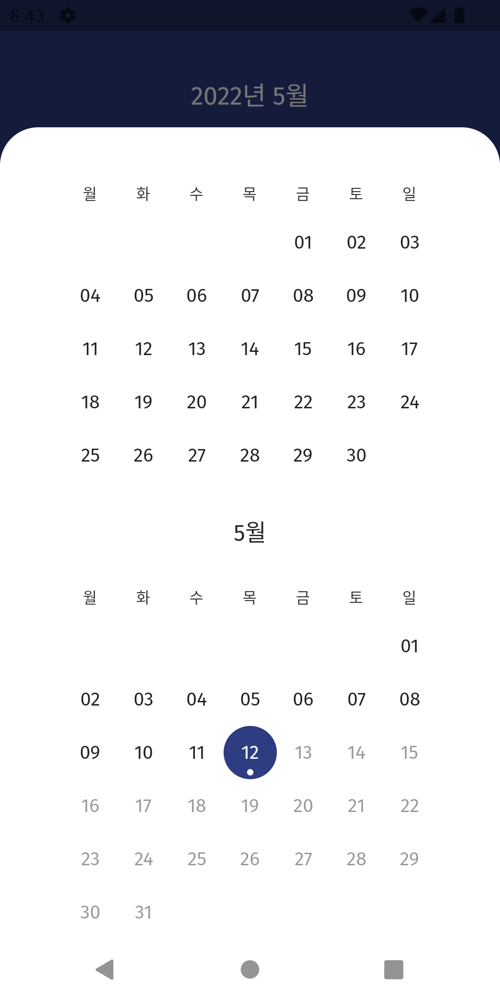 8:43
2022년 5월
월 화 수 목 금 토 일
01 02 03
04 05 06 07 08 09 10
11 12 13 14 15 16 17
18 19 20 21 22 23 24
25 26 27 28 29 30
5월
월 화 수 목 금 토 일
01
02 03 04 05 06 07 08
09 10 11 12 13 14 15
16 17 18 19 20 21 22
23 24 25 26 27 28 29
30 31